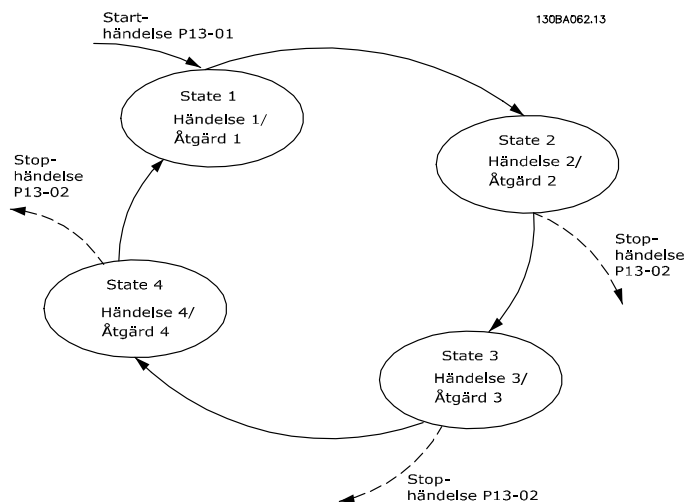 Start-
händelse P13-01
130BA062.13
State 1
Händelse 1/
Åtgärd 1
State 2
Händelse 2/
Åtgärd 2
Stop-
händelse
P13-02
Stop-
händelse
P13-02
State 4
Händelse 4/
Åtgärd 4
State 3
Händelse 3/
Åtgärd 3
Stop-
händelse P13-02